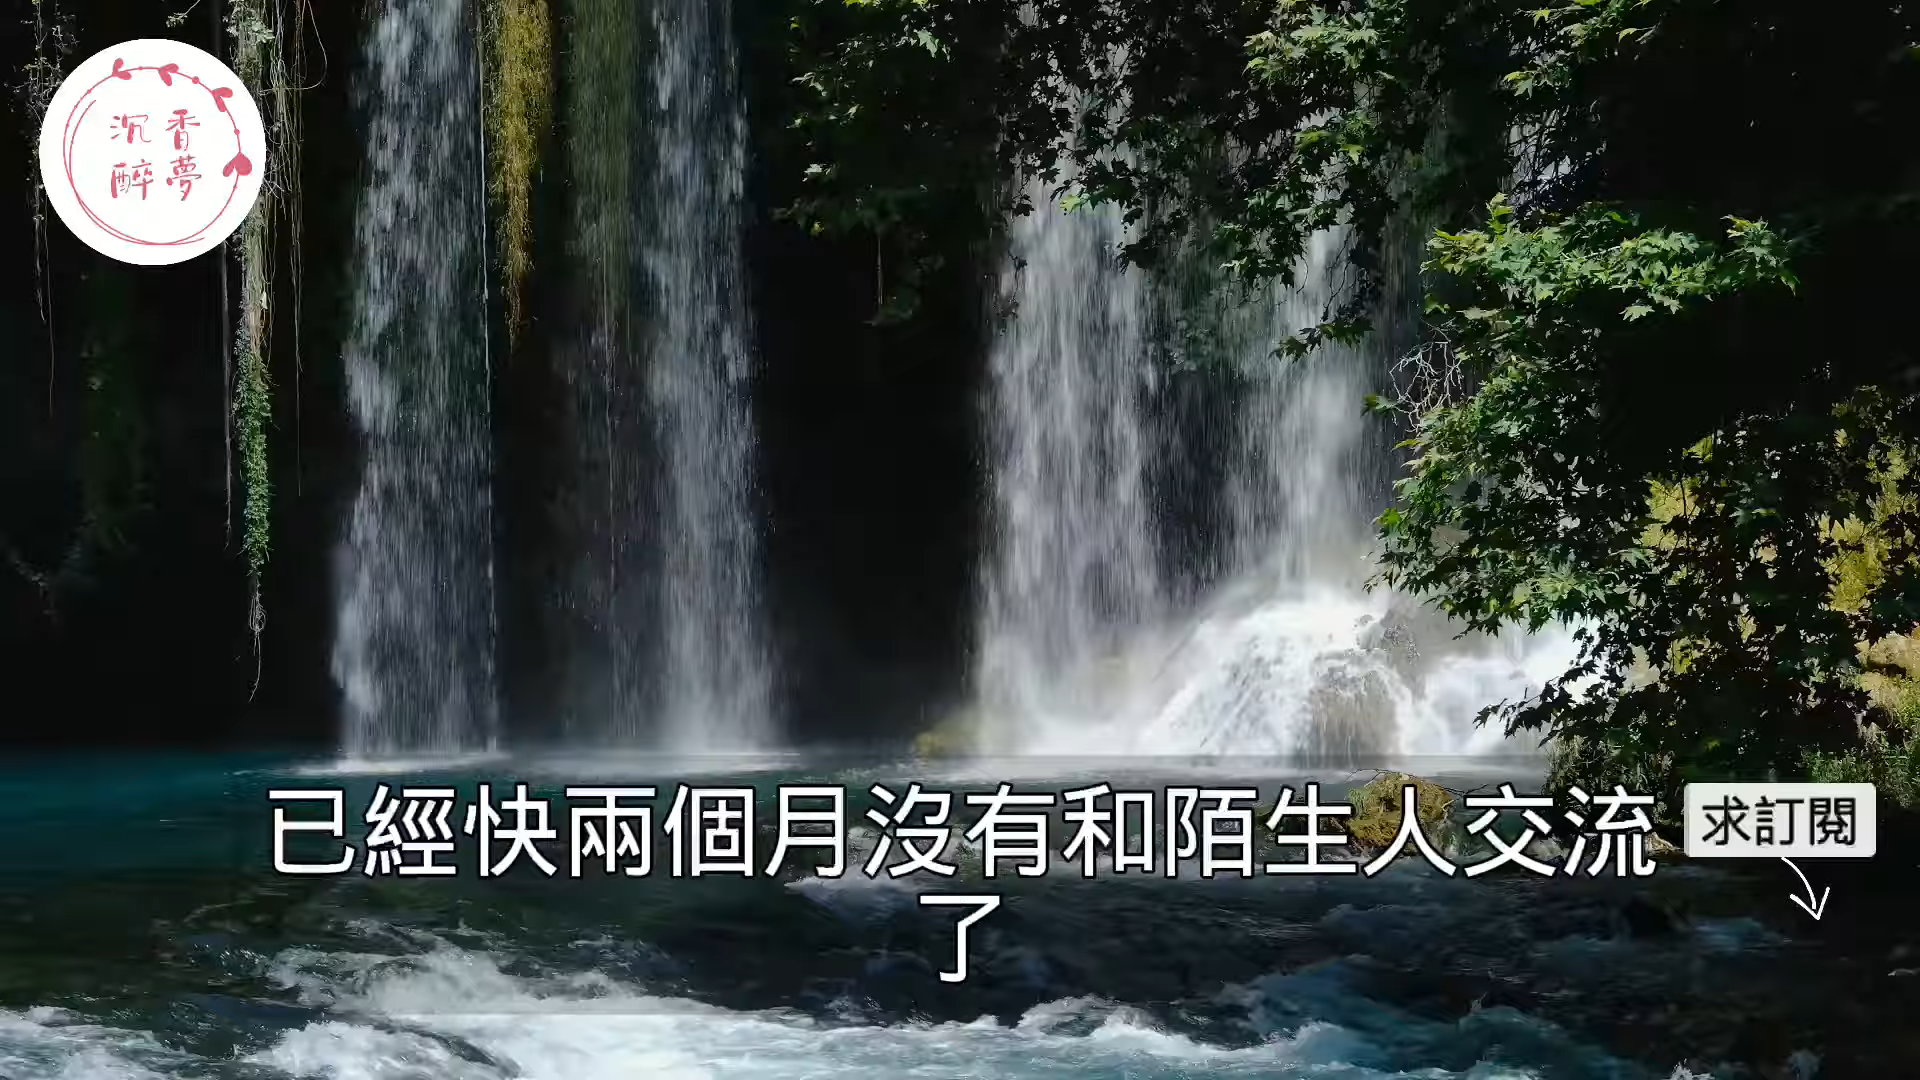 沉香
醉夢
已經快兩個月沒有和陌生人交流
了
求訂閱